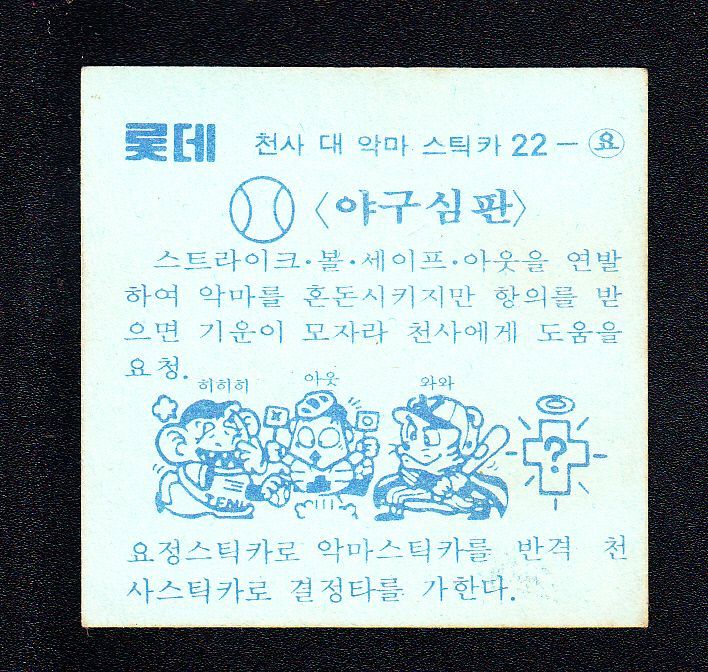 롯데 천사 대 악마 스틱카 22-요
〈야구심판〉
스트라이크·볼·세이프·아웃을 연발
하여 악마를 혼돈시키지만 항의를 받
으면 기운이 모자라 천사에게 도움을
요청.
히히히 아웃 와와
?
요정스틱카로 악마스틱카를 반격 천
사스틱카로 결정타를 가한다.